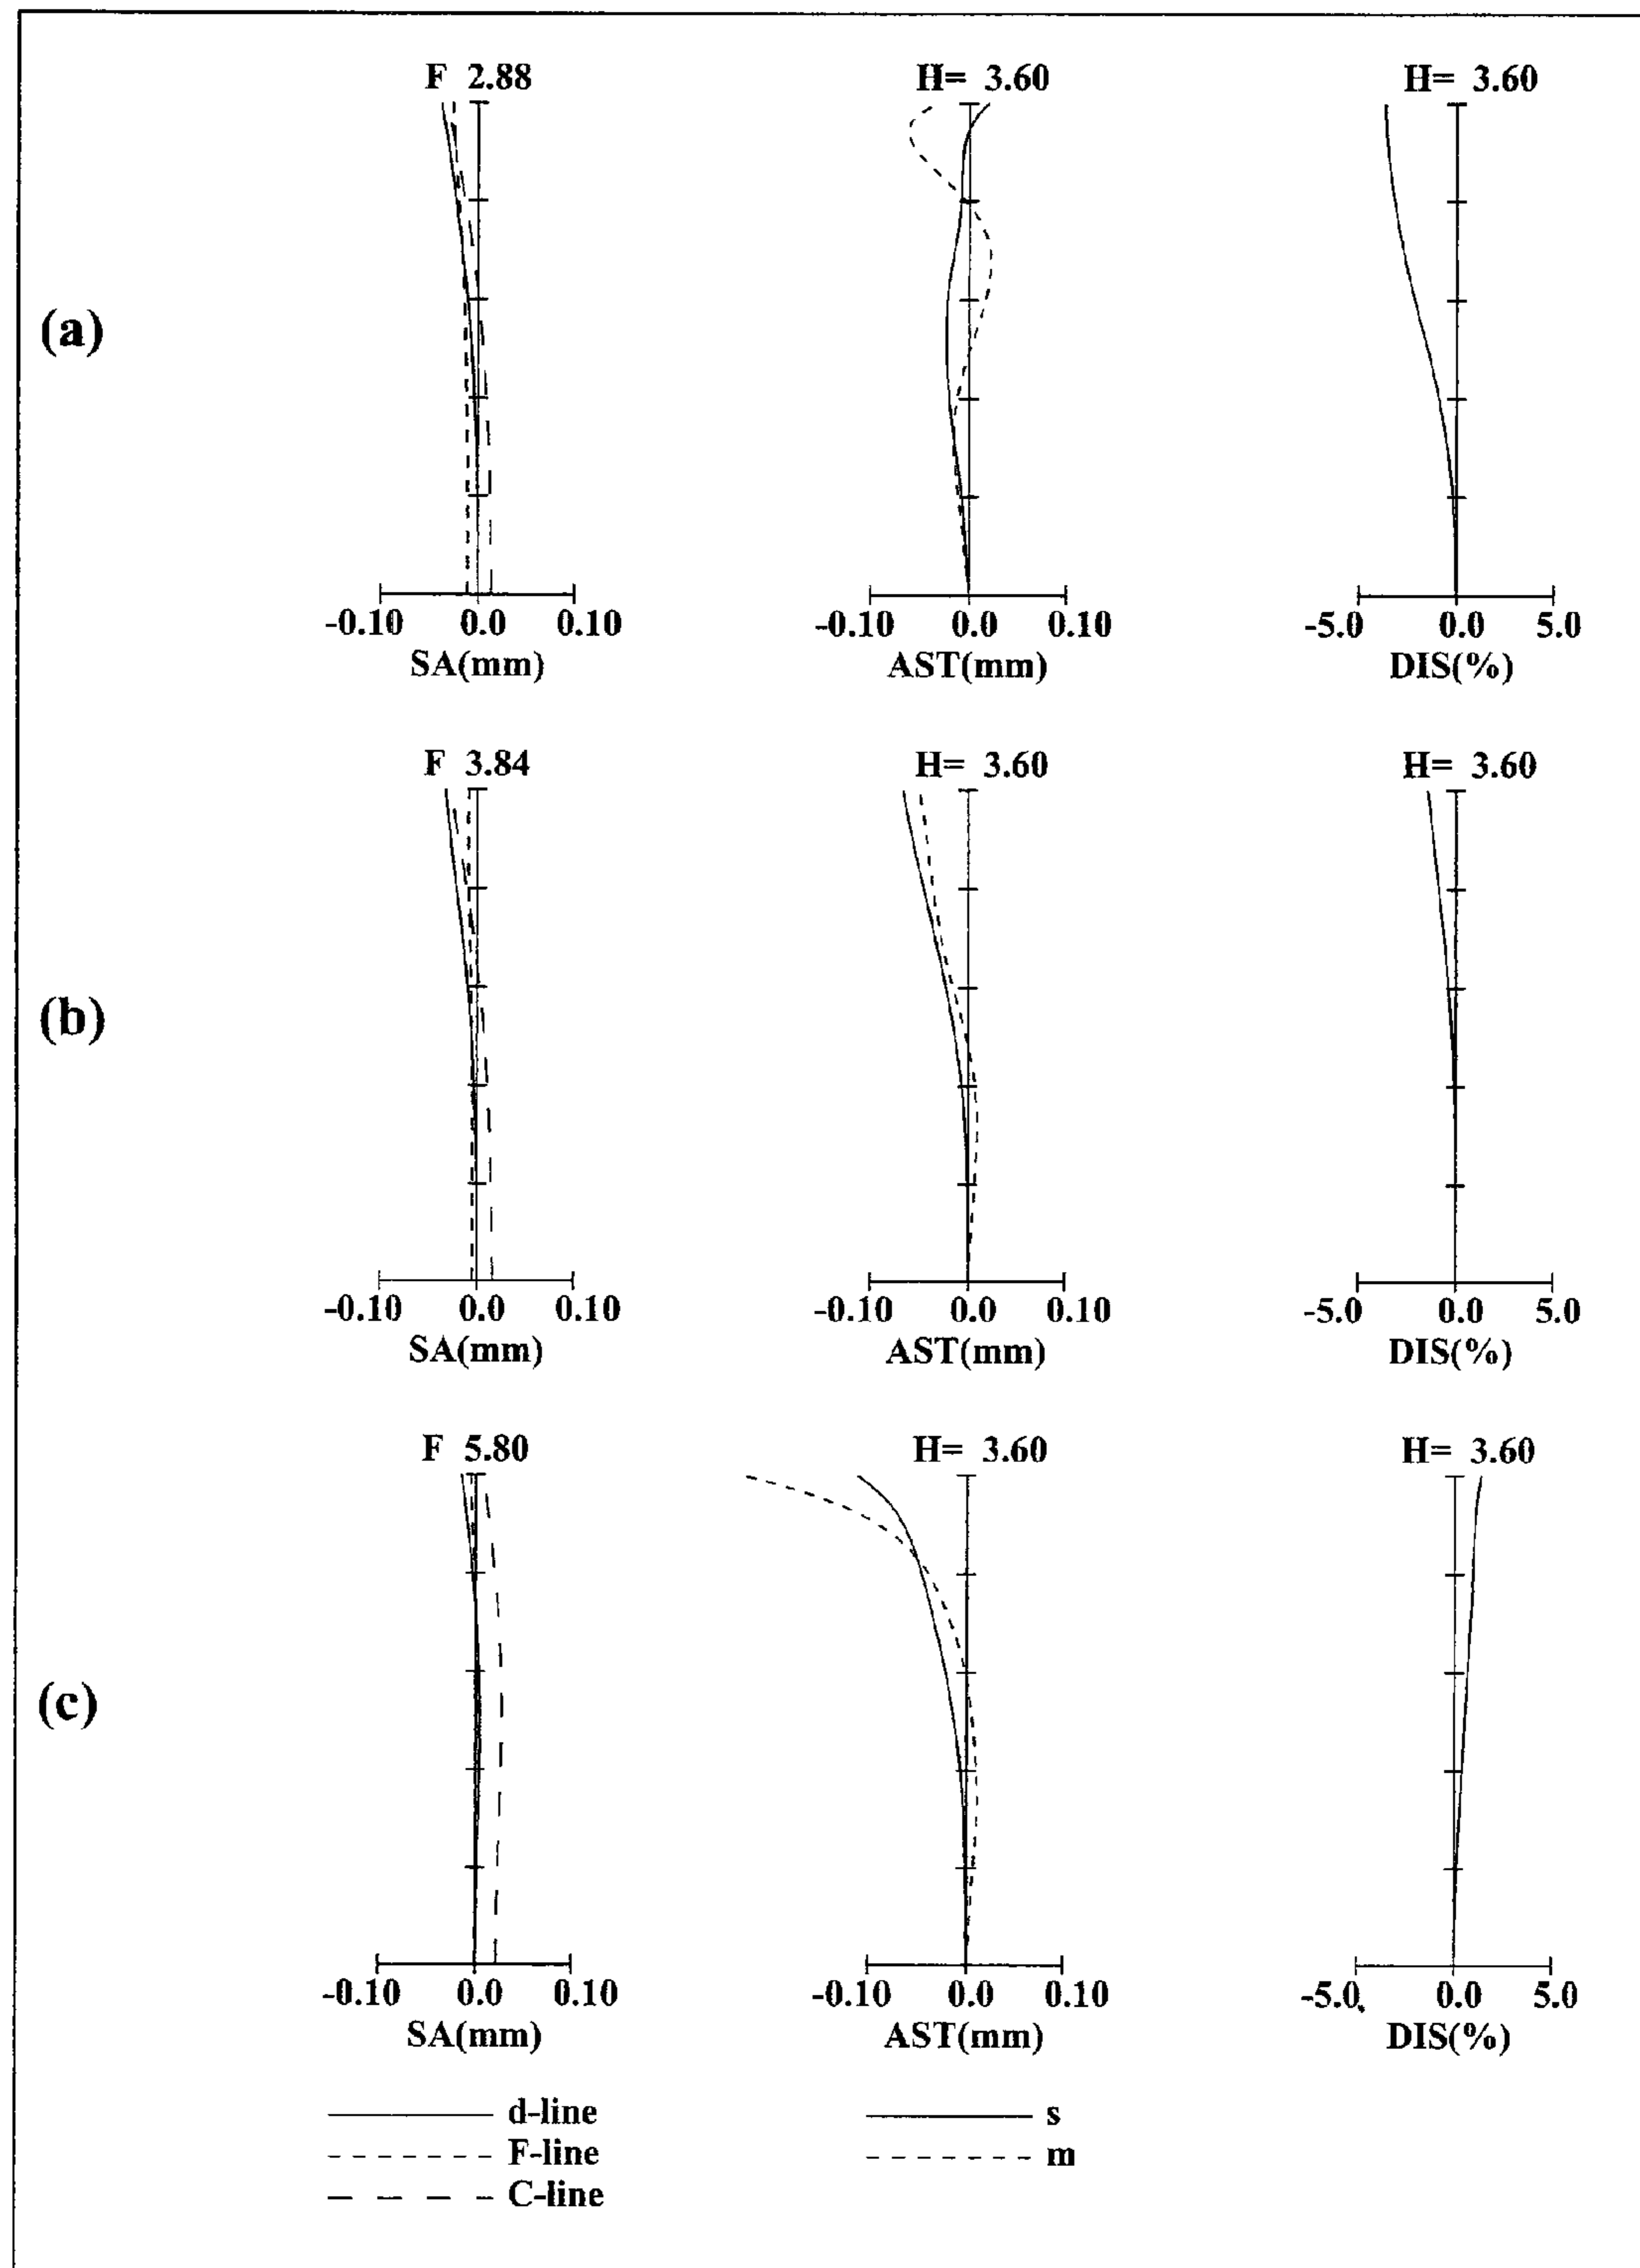 F 2.88 H= 3.60 H= 3.60
(a)
-0.10 0.0 0.10 -0.10 0.0 0.10 -5.0 0.0 5.0
SA(mm) AST(mm) DIS(%)
F 3.84 H= 3.60 H= 3.60
(b)
-0.10 0.0 0.10 -0.10 0.0 0.10 -5.0 0.0 5.0
SA(mm) AST(mm) DIS(%)
F 5.80 H= 3.60 H= 3.60
(c)
-0.10 0.0 0.10 -0.10 0.0 0.10 -5.0 0.0 5.0
SA(mm) AST(mm) DIS(%)
d-line s
F-line m
C-line